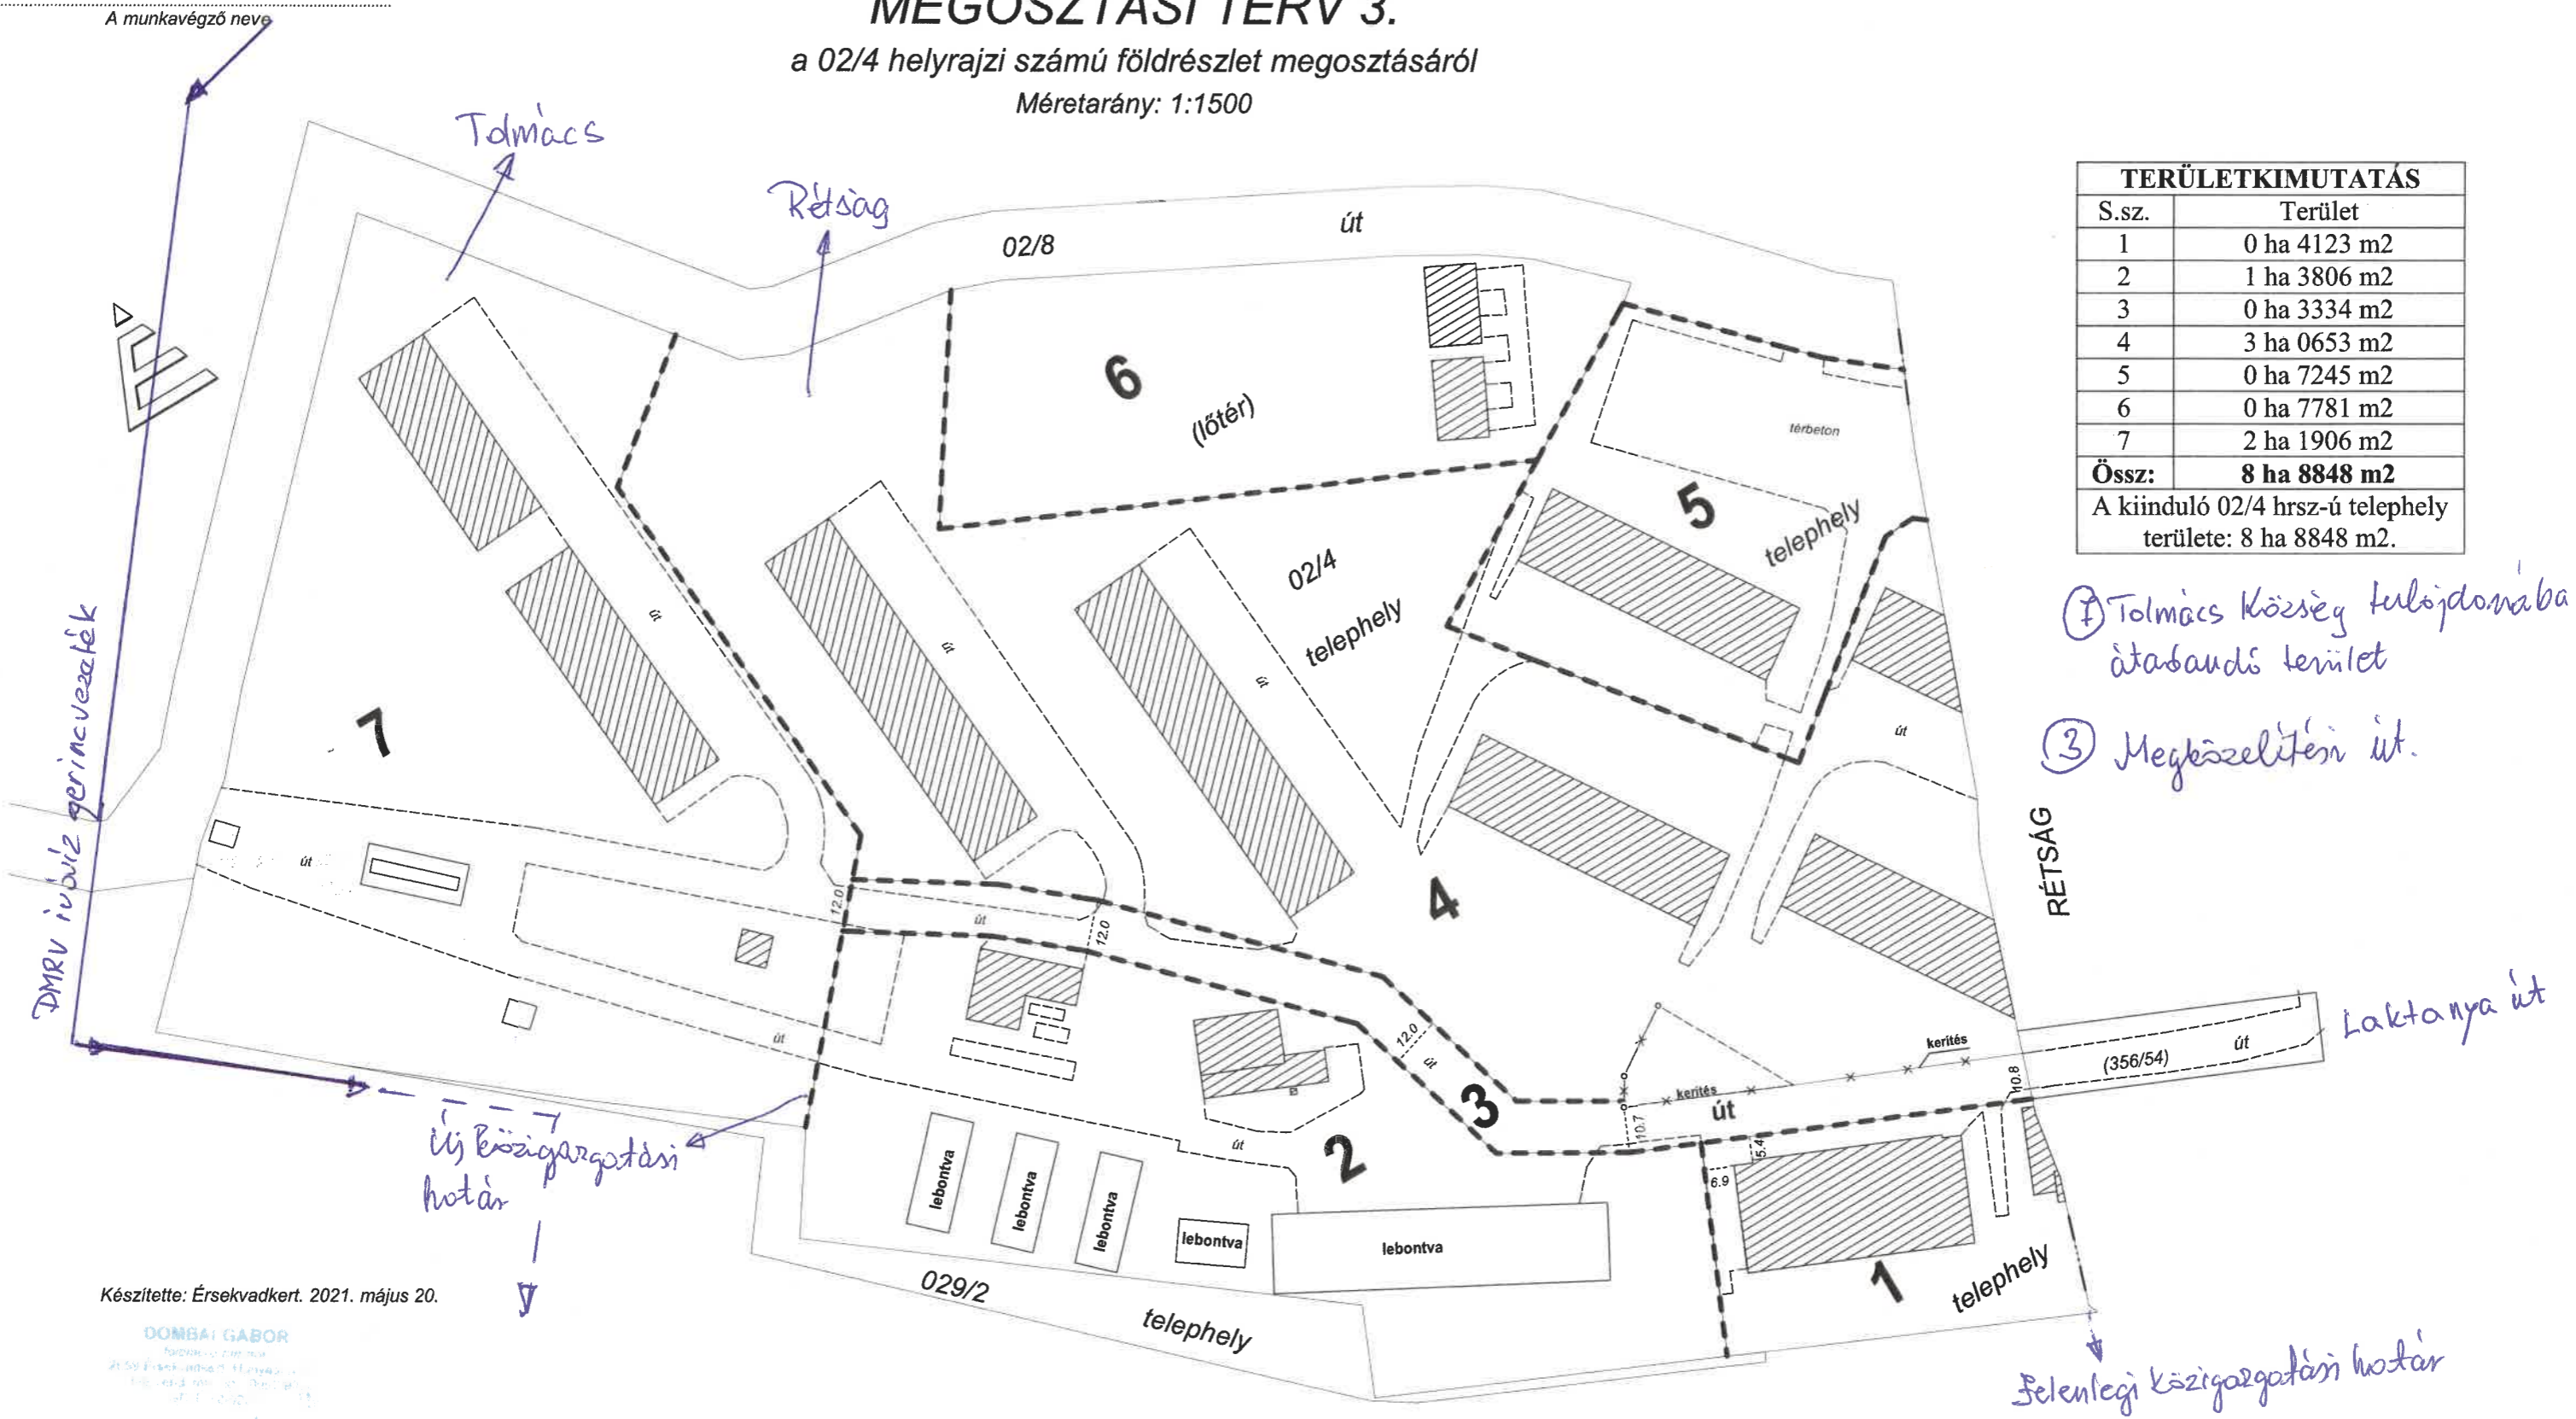 A munkavégző neve
MEGOSZTÁSI TERV 3.
a 02/4 helyrajzi számú földrészlet megosztásáról
Méretarány: 1:1500
Tolmács
Rétság
02/8
út
TERÜLETKIMUTATÁS
S.sz. Terület
1 0 ha 4123 m2
2 1 ha 3806 m2
3 0 ha 3334 m2
4 3 ha 0653 m2
5 0 ha 7245 m2
6 0 ha 7781 m2
7 2 ha 1906 m2
Össz: 8 ha 8848 m2
A kiinduló 02/4 hrsz-ú telephely
területe: 8 ha 8848 m2.
6
(lőtér)
térbeton
5
telephely
02/4
telephely
út
út
út
7
út
DMRV ivóvíz gerincvezeték
7 Tolmács Község tulajdonába
átadandó terület
3 Megközelítési út.
RÉTSÁG
út
12.0
út
12.0
4
út
12.0
út
3
kerítés
kerítés
út
10.7
10.8
(356/54)
út
Laktanya út
5.4
6.9
Új közigazgatási
határ
út
2
lebontva
lebontva
lebontva
lebontva
lebontva
1
telephely
029/2
telephely
Készítette: Érsekvadkert. 2021. május 20.
DOMBAI GÁBOR
Jelenlegi közigazgatási határ